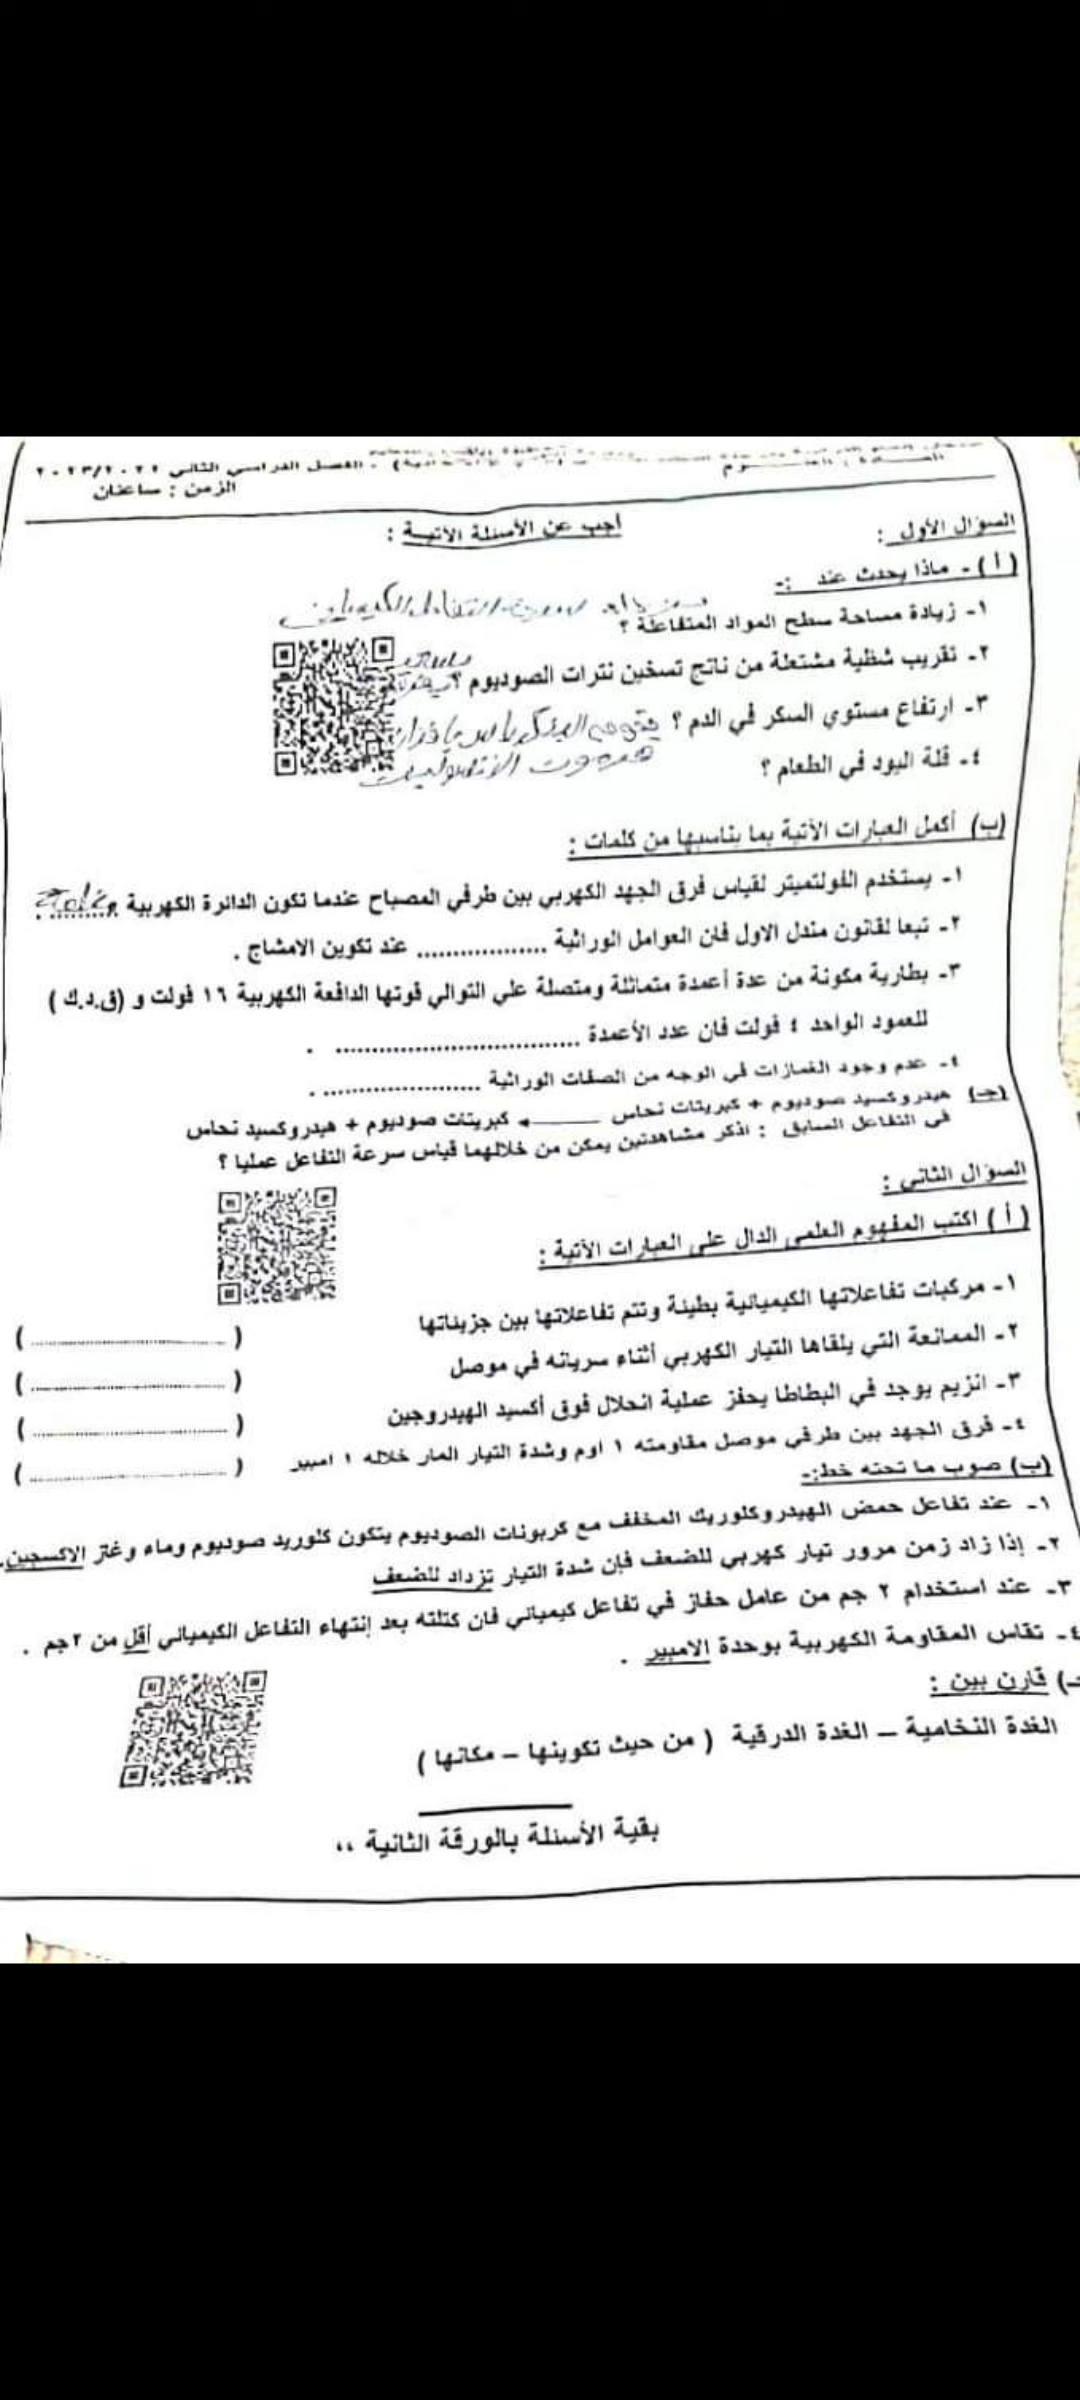 الفصل الدراسي الثاني ٢٠٢٣/٢٠٢٢
الزمن : ساعتان
أجب عن الأسئلة الآتية :
السؤال الأول :
( أ ) - ماذا يحدث عند :-
التفاعل الكيميائي
١- زيادة مساحة سطح المواد المتفاعلة ؟
٢- تقريب شظية مشتعلة من ناتج تسخين نترات الصوديوم ؟
٣- ارتفاع مستوي السكر في الدم ؟ يقوم البنكرياس بافراز
هرمون الأنسولين
٤- قلة اليود في الطعام ؟
(ب) أكمل العبارات الآتية بما يناسبها من كلمات :
١- يستخدم الفولتميتر لقياس فرق الجهد الكهربي بين طرفي المصباح عندما تكون الدائرة الكهربية مغلقة .
٢- تبعا لقانون مندل الاول فان العوامل الوراثية ................. عند تكوين الامشاج .
٣- بطارية مكونة من عدة أعمدة متماثلة ومتصلة علي التوالي قوتها الدافعة الكهربية ١٦ فولت و (ق.د.ك )
للعمود الواحد ٤ فولت فان عدد الأعمدة ................................ .
٤- عدم وجود الغمازات في الوجه من الصفات الوراثية ...................... .
(جـ) هيدروكسيد صوديوم + كبريتات نحاس ← كبريتات صوديوم + هيدروكسيد نحاس
في التفاعل السابق : اذكر مشاهدتين يمكن من خلالهما قياس سرعة التفاعل عمليا ؟
السؤال الثاني :
( أ ) اكتب المفهوم العلمى الدال على العبارات الآتية :
١- مركبات تفاعلاتها الكيميائية بطيئة وتتم تفاعلاتها بين جزيئاتها ( ........................... )
٢- الممانعة التي يلقاها التيار الكهربي أثناء سريانه في موصل ( ........................... )
٣- انزيم يوجد في البطاطا يحفز عملية انحلال فوق أكسيد الهيدروجين ( ........................... )
٤- فرق الجهد بين طرفي موصل مقاومته ١ اوم وشدة التيار المار خلاله ١ امبير ( ........................... )
(ب) صوب ما تحته خط:-
١- عند تفاعل حمض الهيدروكلوريك المخفف مع كربونات الصوديوم يتكون كلوريد صوديوم وماء وغاز الاكسجين.
٢- إذا زاد زمن مرور تيار كهربي للضعف فإن شدة التيار تزداد للضعف
٣- عند استخدام ٢ جم من عامل حفاز في تفاعل كيميائي فان كتلته بعد إنتهاء التفاعل الكيميائي أقل من ٢جم .
٤- تقاس المقاومة الكهربية بوحدة الامبير .
جـ) قارن بين :
الغدة النخامية – الغدة الدرقية ( من حيث تكوينها – مكانها )
بقية الأسئلة بالورقة الثانية ،،